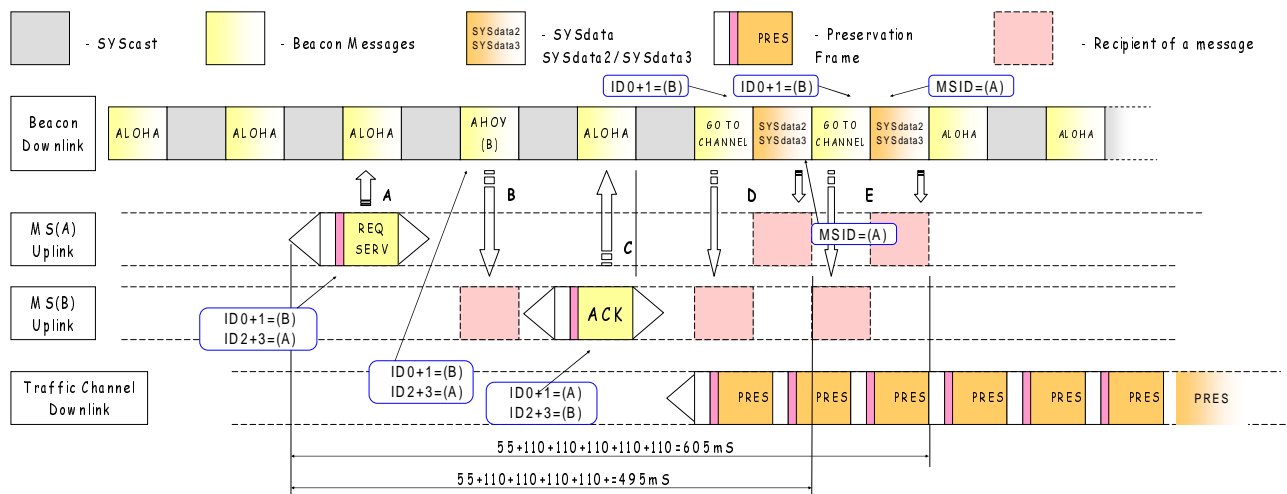 - SYScast
- Beacon Messages
SYSdata2
SYSdata3
- SYSdata
SYSdata2/SYSdata3
PRES
- Preservation
Frame
- Recipient of a message
ID0+1=(B)
ID0+1=(B)
MSID=(A)
Beacon
Downlink
ALOHA
ALOHA
ALOHA
AHOY
(B)
ALOHA
GO TO
CHANNEL
SYSdata2
SYSdata3
GO TO
CHANNEL
SYSdata2
SYSdata3
ALOHA
ALOHA
A
B
C
D
E
MS(A)
Uplink
REQ
SERV
MSID=(A)
MS(B)
Uplink
ACK
ID0+1=(B)
ID2+3=(A)
ID0+1=(B)
ID2+3=(A)
ID0+1=(A)
ID2+3=(B)
Traffic Channel
Downlink
PRES
PRES
PRES
PRES
PRES
PRES
PRES
55+110+110+110+110+110=605mS
55+110+110+110+110+=495mS